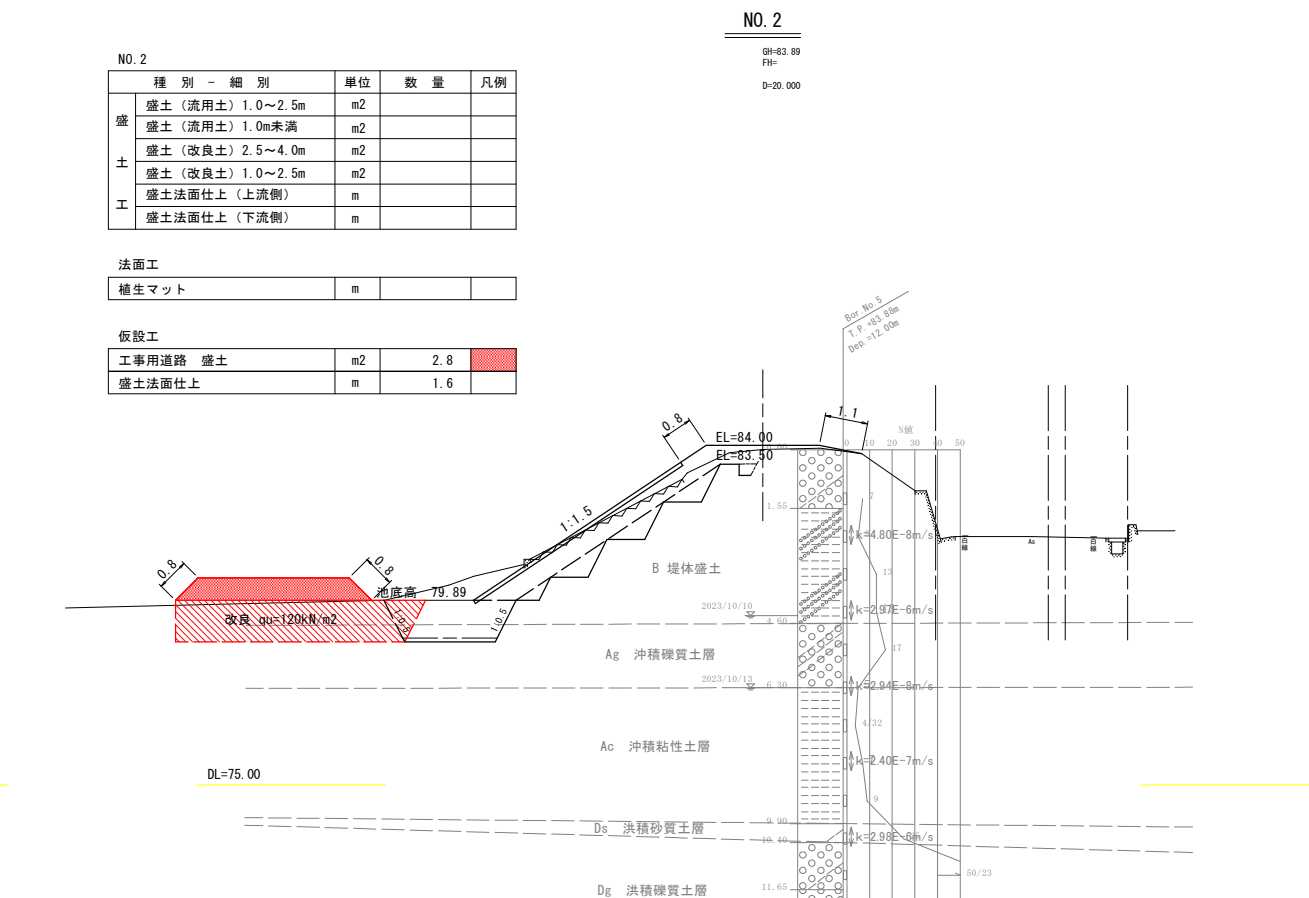 NO. 2
GH=83.89
FH=
D=20.000
NO. 2
種 別 - 細 別 単位 数 量 凡例
盛土工
盛土（流用土）1.0～2.5m m2
盛土（流用土）1.0m未満 m2
盛土（改良土）2.5～4.0m m2
盛土（改良土）1.0～2.5m m2
盛土法面仕上（上流側） m
盛土法面仕上（下流側） m
法面工
植生マット m
仮設工
工事用道路 盛土 m2 2.8
盛土法面仕上 m 1.6
Bor.No.5
T.P.+83.88m
Dep.=12.00m
0.8
1.1
EL=84.00
EL=83.50
N値
0 10 20 30 40 50
1:1.5
1.55
7
k=4.80E-8m/s
As
0.8
0.8
池底高 79.89
B 堤体盛土
13
改良 qu=120kN/m2
1:0.5
1:0.5
2023/10/10
4.60
k=2.97E-6m/s
Ag 沖積礫質土層
17
2023/10/13
6.30
k=2.94E-8m/s
4/32
Ac 沖積粘性土層
k=2.40E-7m/s
DL=75.00
9
9.90
Ds 洪積砂質土層
10.40
k=2.98E-6m/s
50/23
Dg 洪積礫質土層
11.65